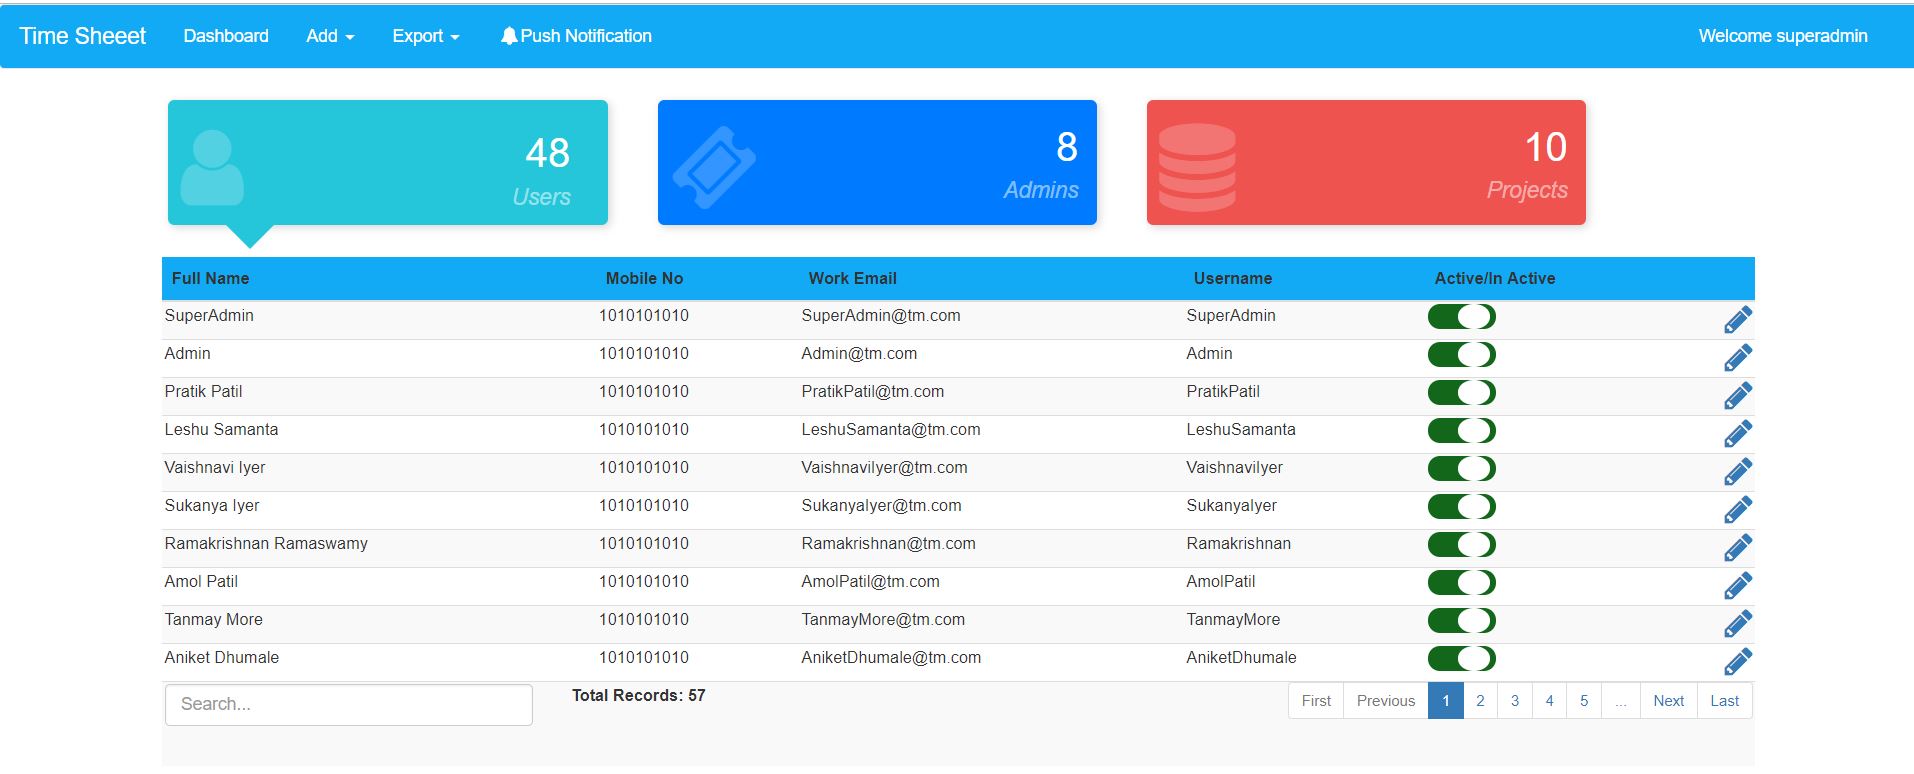 Time Sheeet Dashboard Add Export Push Notification Welcome superadmin
48 8 10
Users Admins Projects
Full Name Mobile No Work Email Username Active/In Active
SuperAdmin 1010101010 SuperAdmin@tm.com SuperAdmin
Admin 1010101010 Admin@tm.com Admin
Pratik Patil 1010101010 PratikPatil@tm.com PratikPatil
Leshu Samanta 1010101010 LeshuSamanta@tm.com LeshuSamanta
Vaishnavi Iyer 1010101010 VaishnaviIyer@tm.com VaishnaviIyer
Sukanya Iyer 1010101010 SukanyaIyer@tm.com SukanyaIyer
Ramakrishnan Ramaswamy 1010101010 Ramakrishnan@tm.com Ramakrishnan
Amol Patil 1010101010 AmolPatil@tm.com AmolPatil
Tanmay More 1010101010 TanmayMore@tm.com TanmayMore
Aniket Dhumale 1010101010 AniketDhumale@tm.com AniketDhumale
Search... Total Records: 57 First Previous 1 2 3 4 5 ... Next Last